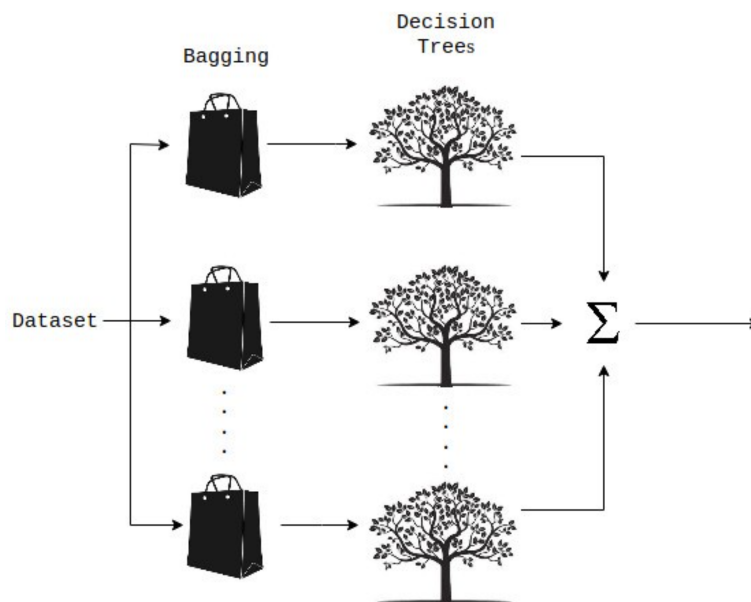 Decision
Trees
Bagging
Dataset
Σ